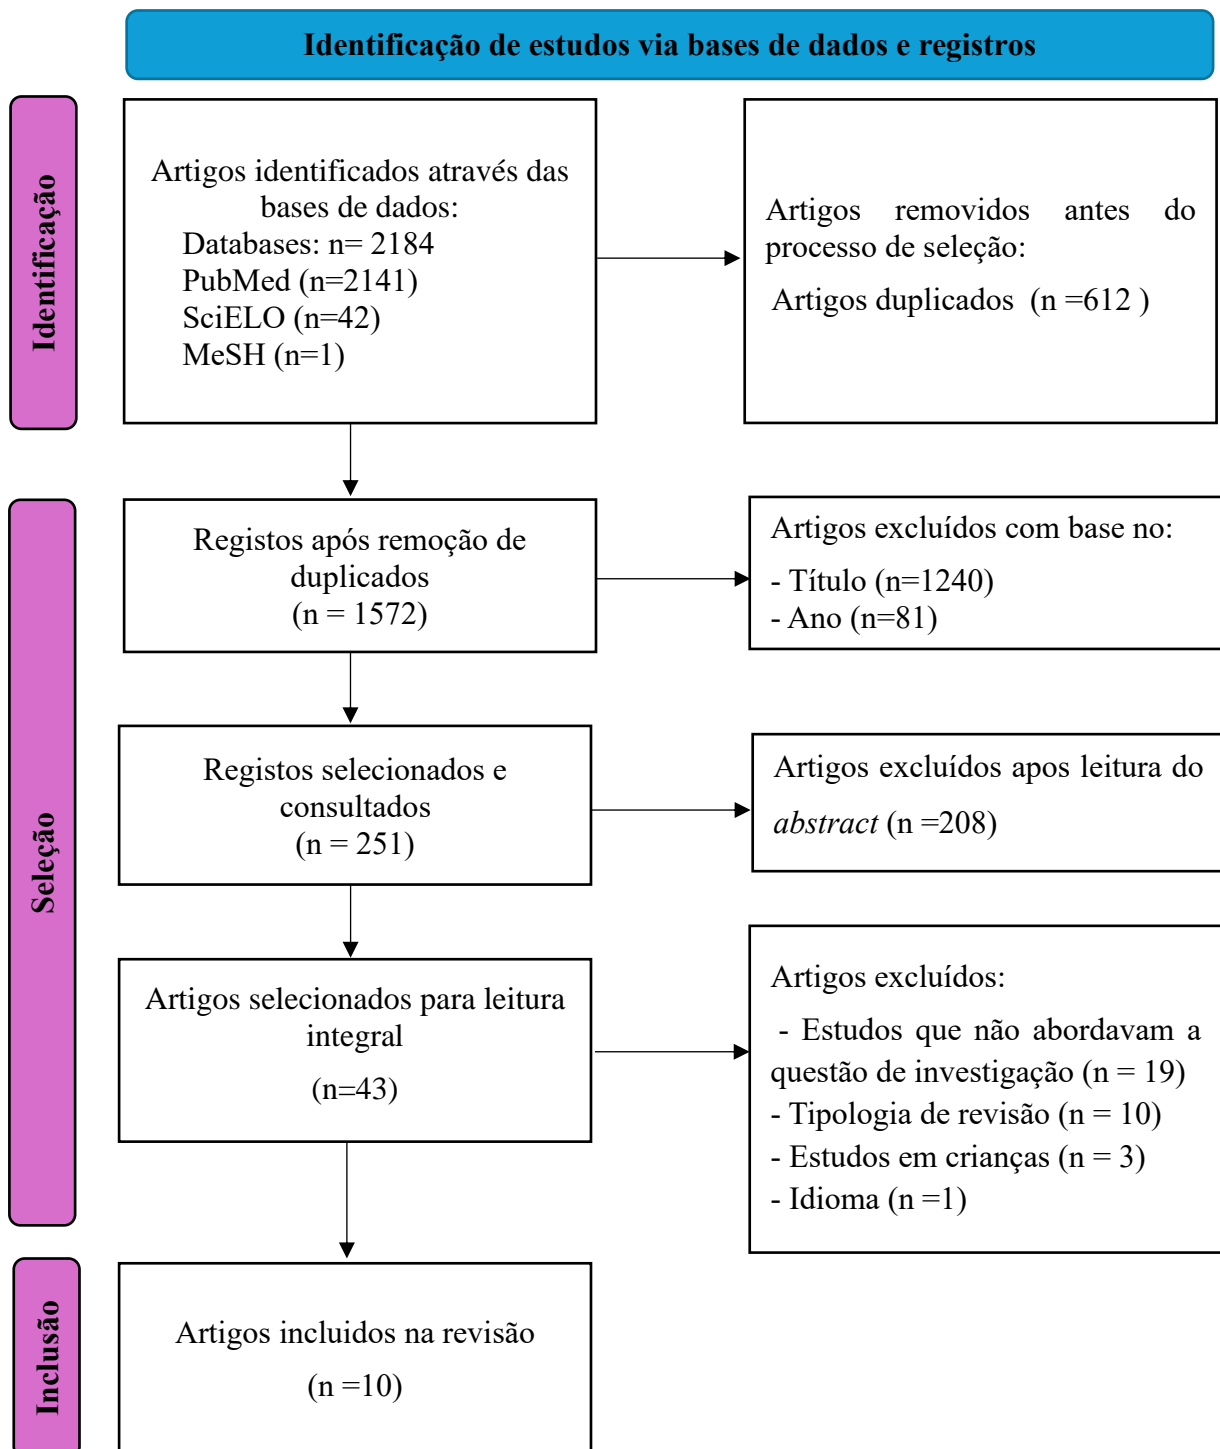 Identificação de estudos via bases de dados e registros
Identificação
Artigos identificados através das
bases de dados:
Databases: n= 2184
PubMed (n=2141)
SciELO (n=42)
MeSH (n=1)
Artigos removidos antes do
processo de seleção:
Artigos duplicados (n =612 )
Seleção
Registos após remoção de
duplicados
(n = 1572)
Artigos excluídos com base no:
- Título (n=1240)
- Ano (n=81)
Registos selecionados e
consultados
(n = 251)
Artigos excluídos apos leitura do
abstract (n =208)
Artigos selecionados para leitura
integral
(n=43)
Artigos excluídos:
- Estudos que não abordavam a
questão de investigação (n = 19)
- Tipologia de revisão (n = 10)
- Estudos em crianças (n = 3)
- Idioma (n =1)
Inclusão
Artigos incluidos na revisão
(n =10)